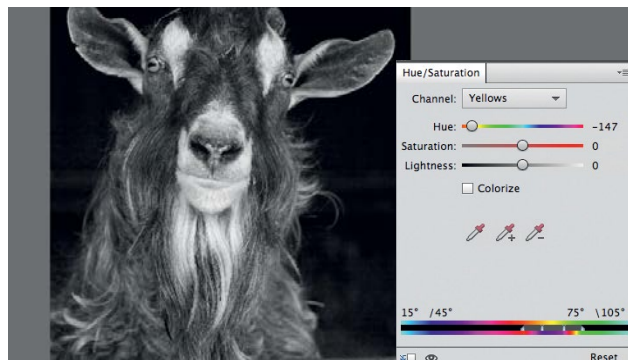 Hue/Saturation
Channel: Yellows
Hue: -147
Saturation: 0
Lightness: 0
Colorize
15° /45° 75° \105°
Reset